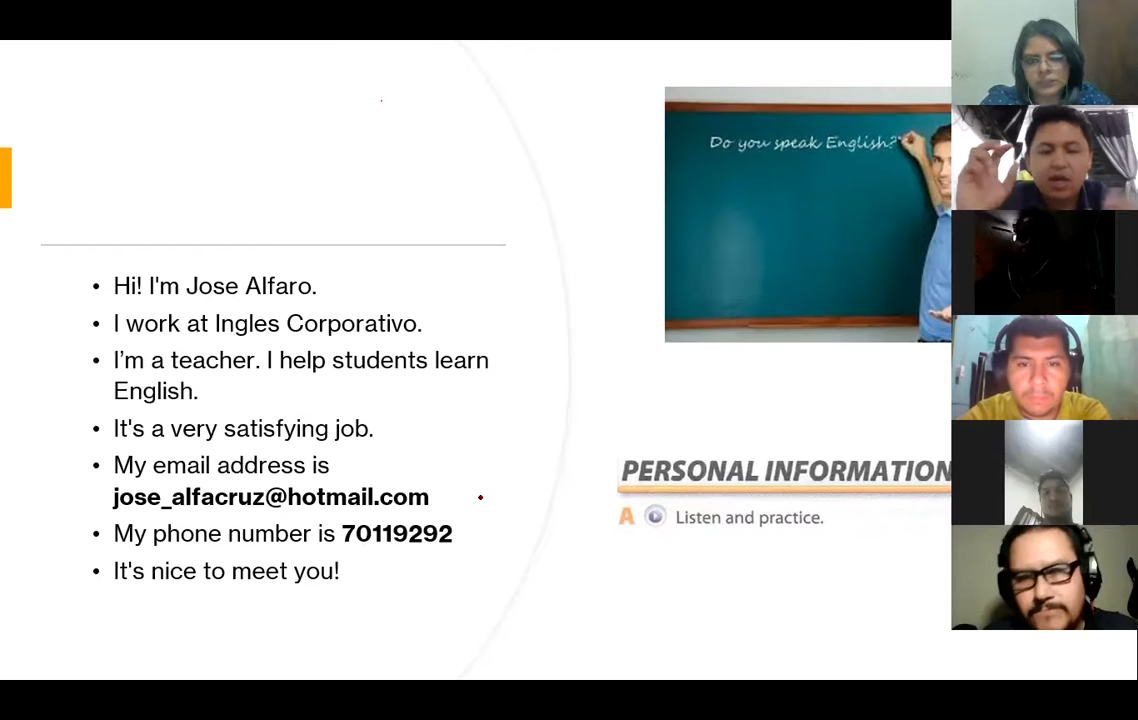 Do you speak English?
• Hi! I'm Jose Alfaro.
• I work at Ingles Corporativo.
• I’m a teacher. I help students learn
English.
• It's a very satisfying job.
• My email address is
jose_alfacruz@hotmail.com
• My phone number is 70119292
• It's nice to meet you!
PERSONAL INFORMATION
A Listen and practice.